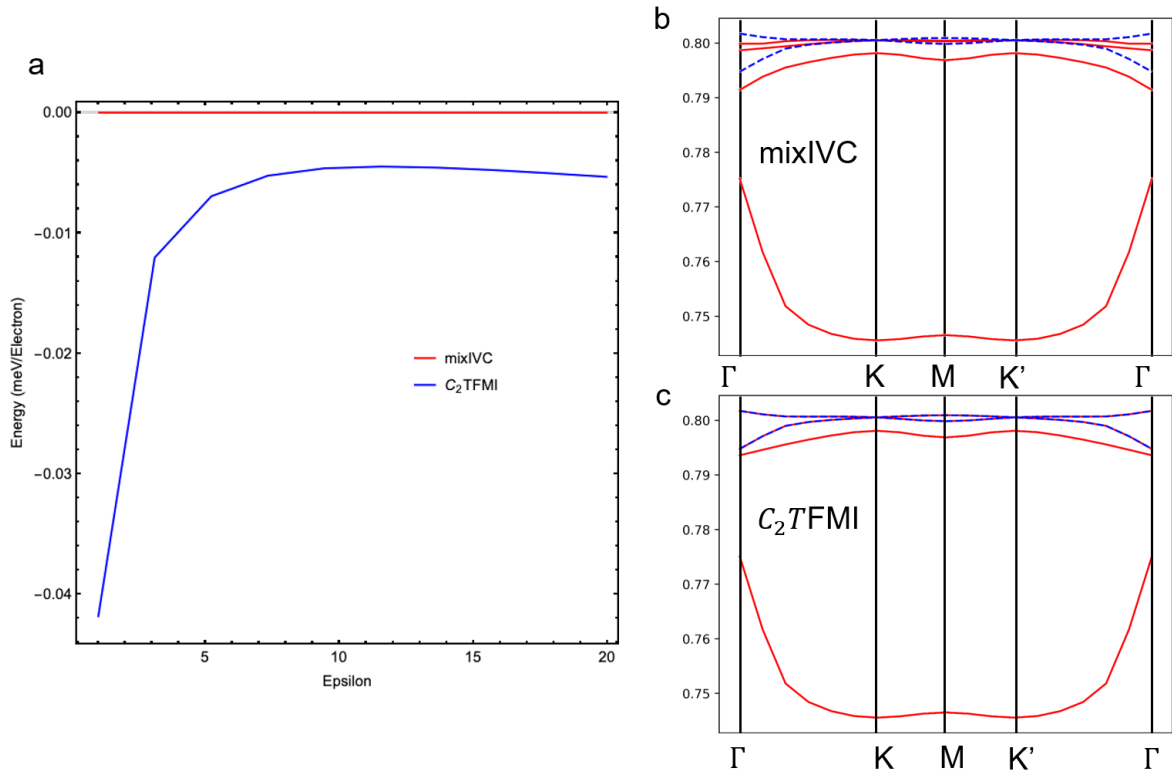 a
0.00
−0.01
−0.02
−0.03
−0.04
Energy (meV/Electron)
mixIVC
C₂TFMI
5
10
15
20
Epsilon
b
0.80
0.79
0.78
0.77
0.76
0.75
mixIVC
Γ K M K' Γ
c
0.80
0.79
0.78
0.77
0.76
0.75
C₂TFMI
Γ K M K' Γ